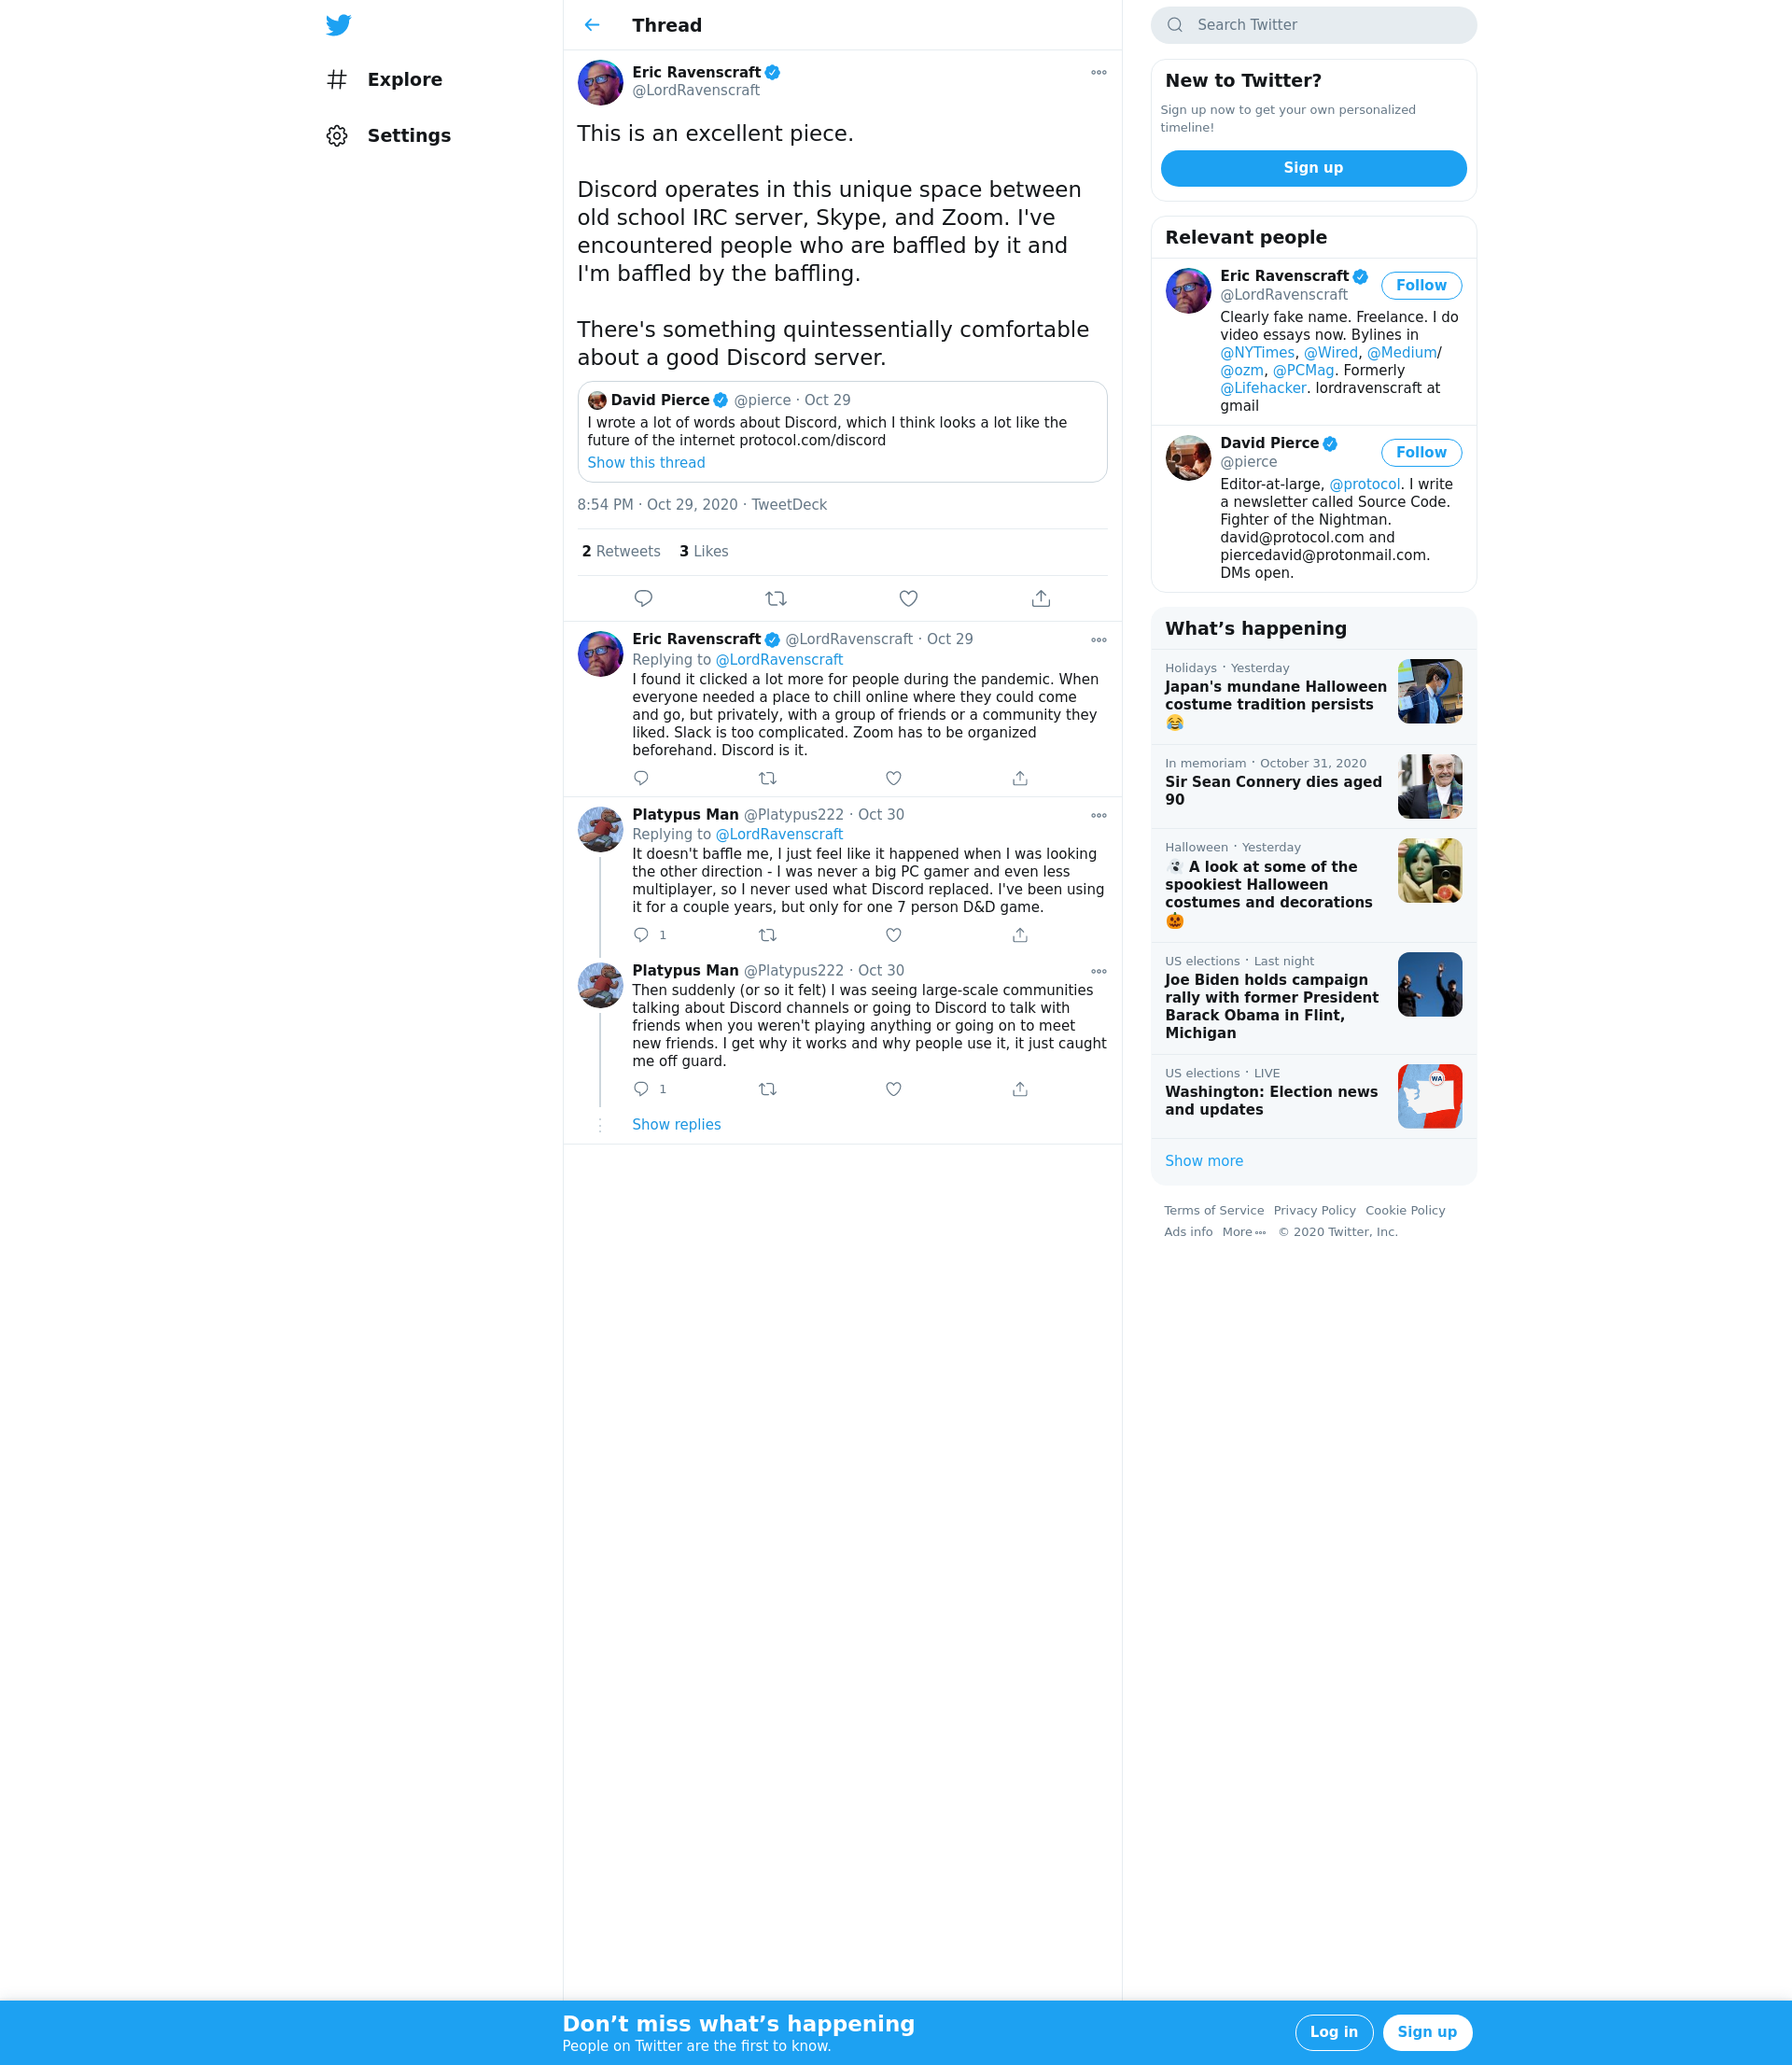 Explore
Settings
Thread
Eric Ravenscraft
@LordRavenscraft
This is an excellent piece.
Discord operates in this unique space between
old school IRC server, Skype, and Zoom. I've
encountered people who are baffled by it and
I'm baffled by the baffling.
There's something quintessentially comfortable
about a good Discord server.
David Pierce @pierce · Oct 29
I wrote a lot of words about Discord, which I think looks a lot like the
future of the internet protocol.com/discord
Show this thread
8:54 PM · Oct 29, 2020 · TweetDeck
2 Retweets 3 Likes
Eric Ravenscraft @LordRavenscraft · Oct 29
Replying to @LordRavenscraft
I found it clicked a lot more for people during the pandemic. When
everyone needed a place to chill online where they could come
and go, but privately, with a group of friends or a community they
liked. Slack is too complicated. Zoom has to be organized
beforehand. Discord is it.
Platypus Man @Platypus222 · Oct 30
Replying to @LordRavenscraft
It doesn't baffle me, I just feel like it happened when I was looking
the other direction - I was never a big PC gamer and even less
multiplayer, so I never used what Discord replaced. I've been using
it for a couple years, but only for one 7 person D&D game.
1
Platypus Man @Platypus222 · Oct 30
Then suddenly (or so it felt) I was seeing large-scale communities
talking about Discord channels or going to Discord to talk with
friends when you weren't playing anything or going on to meet
new friends. I get why it works and why people use it, it just caught
me off guard.
1
Show replies
Search Twitter
New to Twitter?
Sign up now to get your own personalized
timeline!
Sign up
Relevant people
Eric Ravenscraft
@LordRavenscraft
Follow
Clearly fake name. Freelance. I do
video essays now. Bylines in
@NYTimes, @Wired, @Medium/
@ozm, @PCMag. Formerly
@Lifehacker. lordravenscraft at
gmail
David Pierce
@pierce
Follow
Editor-at-large, @protocol. I write
a newsletter called Source Code.
Fighter of the Nightman.
david@protocol.com and
piercedavid@protonmail.com.
DMs open.
What’s happening
Holidays · Yesterday
Japan's mundane Halloween
costume tradition persists
😂
In memoriam · October 31, 2020
Sir Sean Connery dies aged
90
Halloween · Yesterday
👻 A look at some of the
spookiest Halloween
costumes and decorations
🎃
US elections · Last night
Joe Biden holds campaign
rally with former President
Barack Obama in Flint,
Michigan
US elections · LIVE
Washington: Election news
and updates
WA
Show more
Terms of Service Privacy Policy Cookie Policy
Ads info More © 2020 Twitter, Inc.
Don’t miss what’s happening
People on Twitter are the first to know.
Log in
Sign up